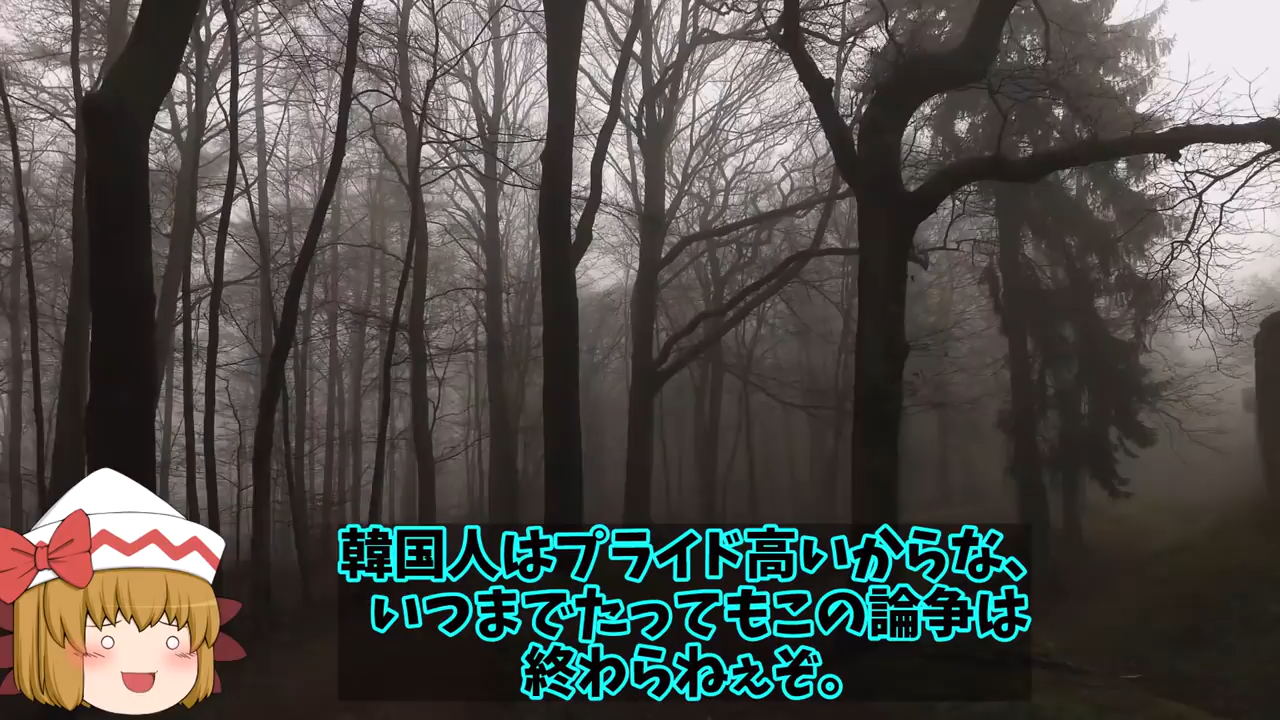 韓国人はプライド高いからな、
いつまでたってもこの論争は
終わらねぇぞ。